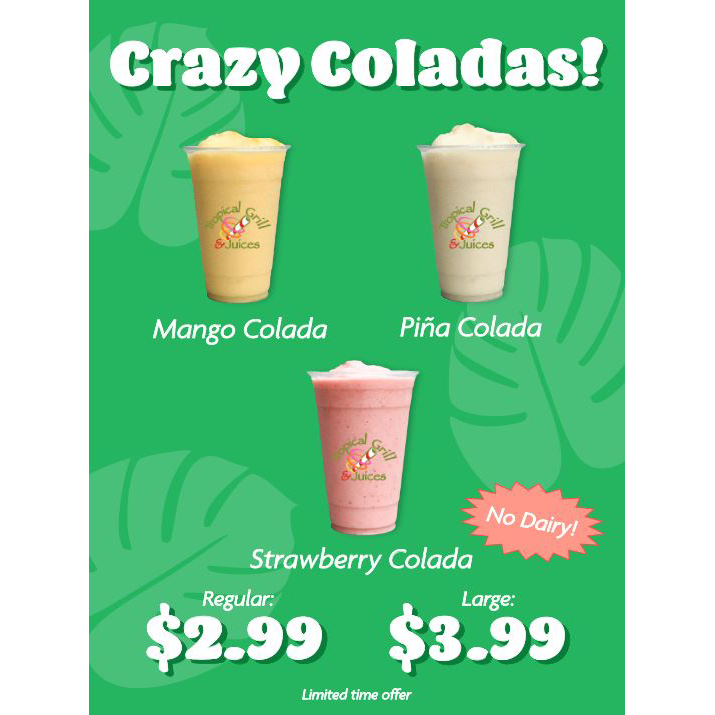 Crazy Coladas!
Tropical Grill
& Juices
Tropical Grill
& Juices
Mango Colada
Piña Colada
Tropical Grill
& Juices
No Dairy!
Strawberry Colada
Regular:
Large:
$2.99
$3.99
Limited time offer